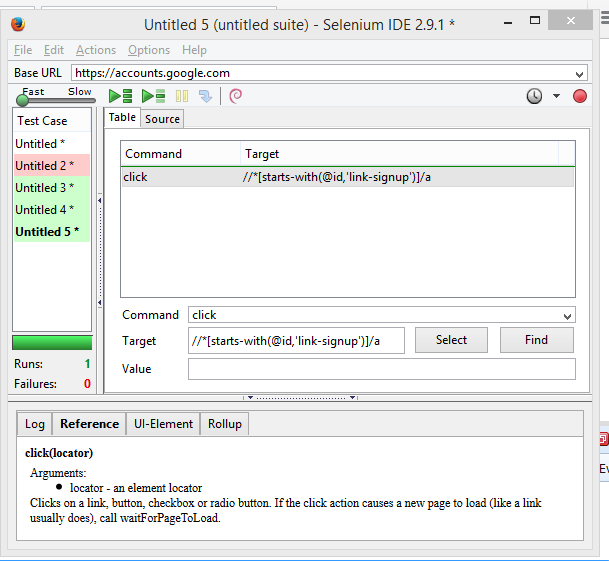 Untitled 5 (untitled suite) - Selenium IDE 2.9.1 *
File Edit Actions Options Help
Base URL https://accounts.google.com
Fast Slow
Test Case
Untitled *
Untitled 2 *
Untitled 3 *
Untitled 4 *
Untitled 5 *
Runs: 1
Failures: 0
Table Source
Command Target
click //*[starts-with(@id,'link-signup')]/a
Command click
Target //*[starts-with(@id,'link-signup')]/a Select Find
Value
Log Reference UI-Element Rollup
click(locator)
Arguments:
locator - an element locator
Clicks on a link, button, checkbox or radio button. If the click action causes a new page to load (like a link
usually does), call waitForPageToLoad.